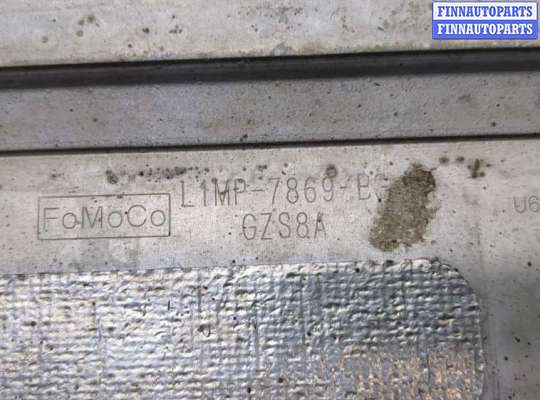 FINNAUTOPARTS
FINNAUTOPARTS
FoMoCo
L1MP-7869-B
GZS8A
U6